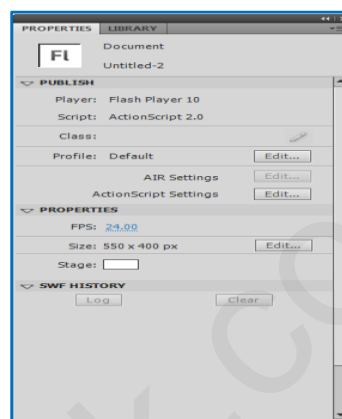 PROPERTIES LIBRARY
FL Document
Untitled-2
PUBLISH
Player: Flash Player 10
Script: ActionScript 2.0
Class:
Profile: Default Edit...
AIR Settings Edit...
ActionScript Settings Edit...
PROPERTIES
FPS: 24.00
Size: 550 x 400 px Edit...
Stage:
SWF HISTORY
Log Clear